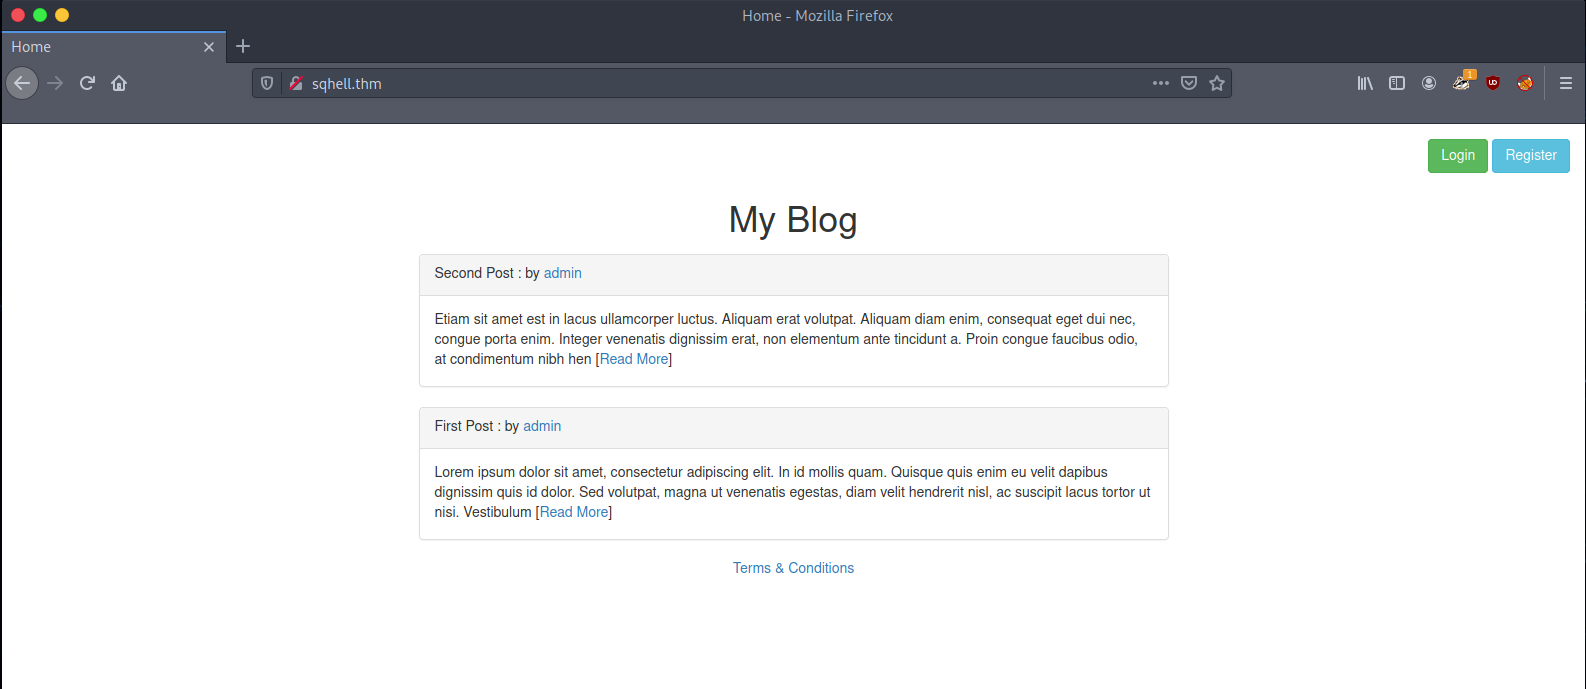 Home - Mozilla Firefox
Home
sqhell.thm
1
Login Register
My Blog
Second Post : by admin
Etiam sit amet est in lacus ullamcorper luctus. Aliquam erat volutpat. Aliquam diam enim, consequat eget dui nec,
congue porta enim. Integer venenatis dignissim erat, non elementum ante tincidunt a. Proin congue faucibus odio,
at condimentum nibh hen [Read More]
First Post : by admin
Lorem ipsum dolor sit amet, consectetur adipiscing elit. In id mollis quam. Quisque quis enim eu velit dapibus
dignissim quis id dolor. Sed volutpat, magna ut venenatis egestas, diam velit hendrerit nisl, ac suscipit lacus tortor ut
nisi. Vestibulum [Read More]
Terms & Conditions